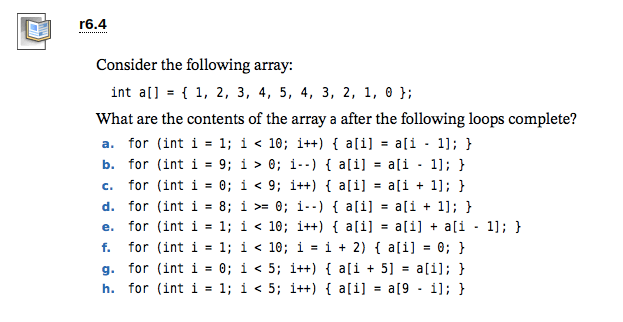 r6.4
Consider the following array:
int a[] = { 1, 2, 3, 4, 5, 4, 3, 2, 1, 0 };
What are the contents of the array a after the following loops complete?
a. for (int i = 1; i < 10; i++) { a[i] = a[i - 1]; }
b. for (int i = 9; i > 0; i--) { a[i] = a[i - 1]; }
c. for (int i = 0; i < 9; i++) { a[i] = a[i + 1]; }
d. for (int i = 8; i >= 0; i--) { a[i] = a[i + 1]; }
e. for (int i = 1; i < 10; i++) { a[i] = a[i] + a[i - 1]; }
f. for (int i = 1; i < 10; i = i + 2) { a[i] = 0; }
g. for (int i = 0; i < 5; i++) { a[i + 5] = a[i]; }
h. for (int i = 1; i < 5; i++) { a[i] = a[9 - i]; }